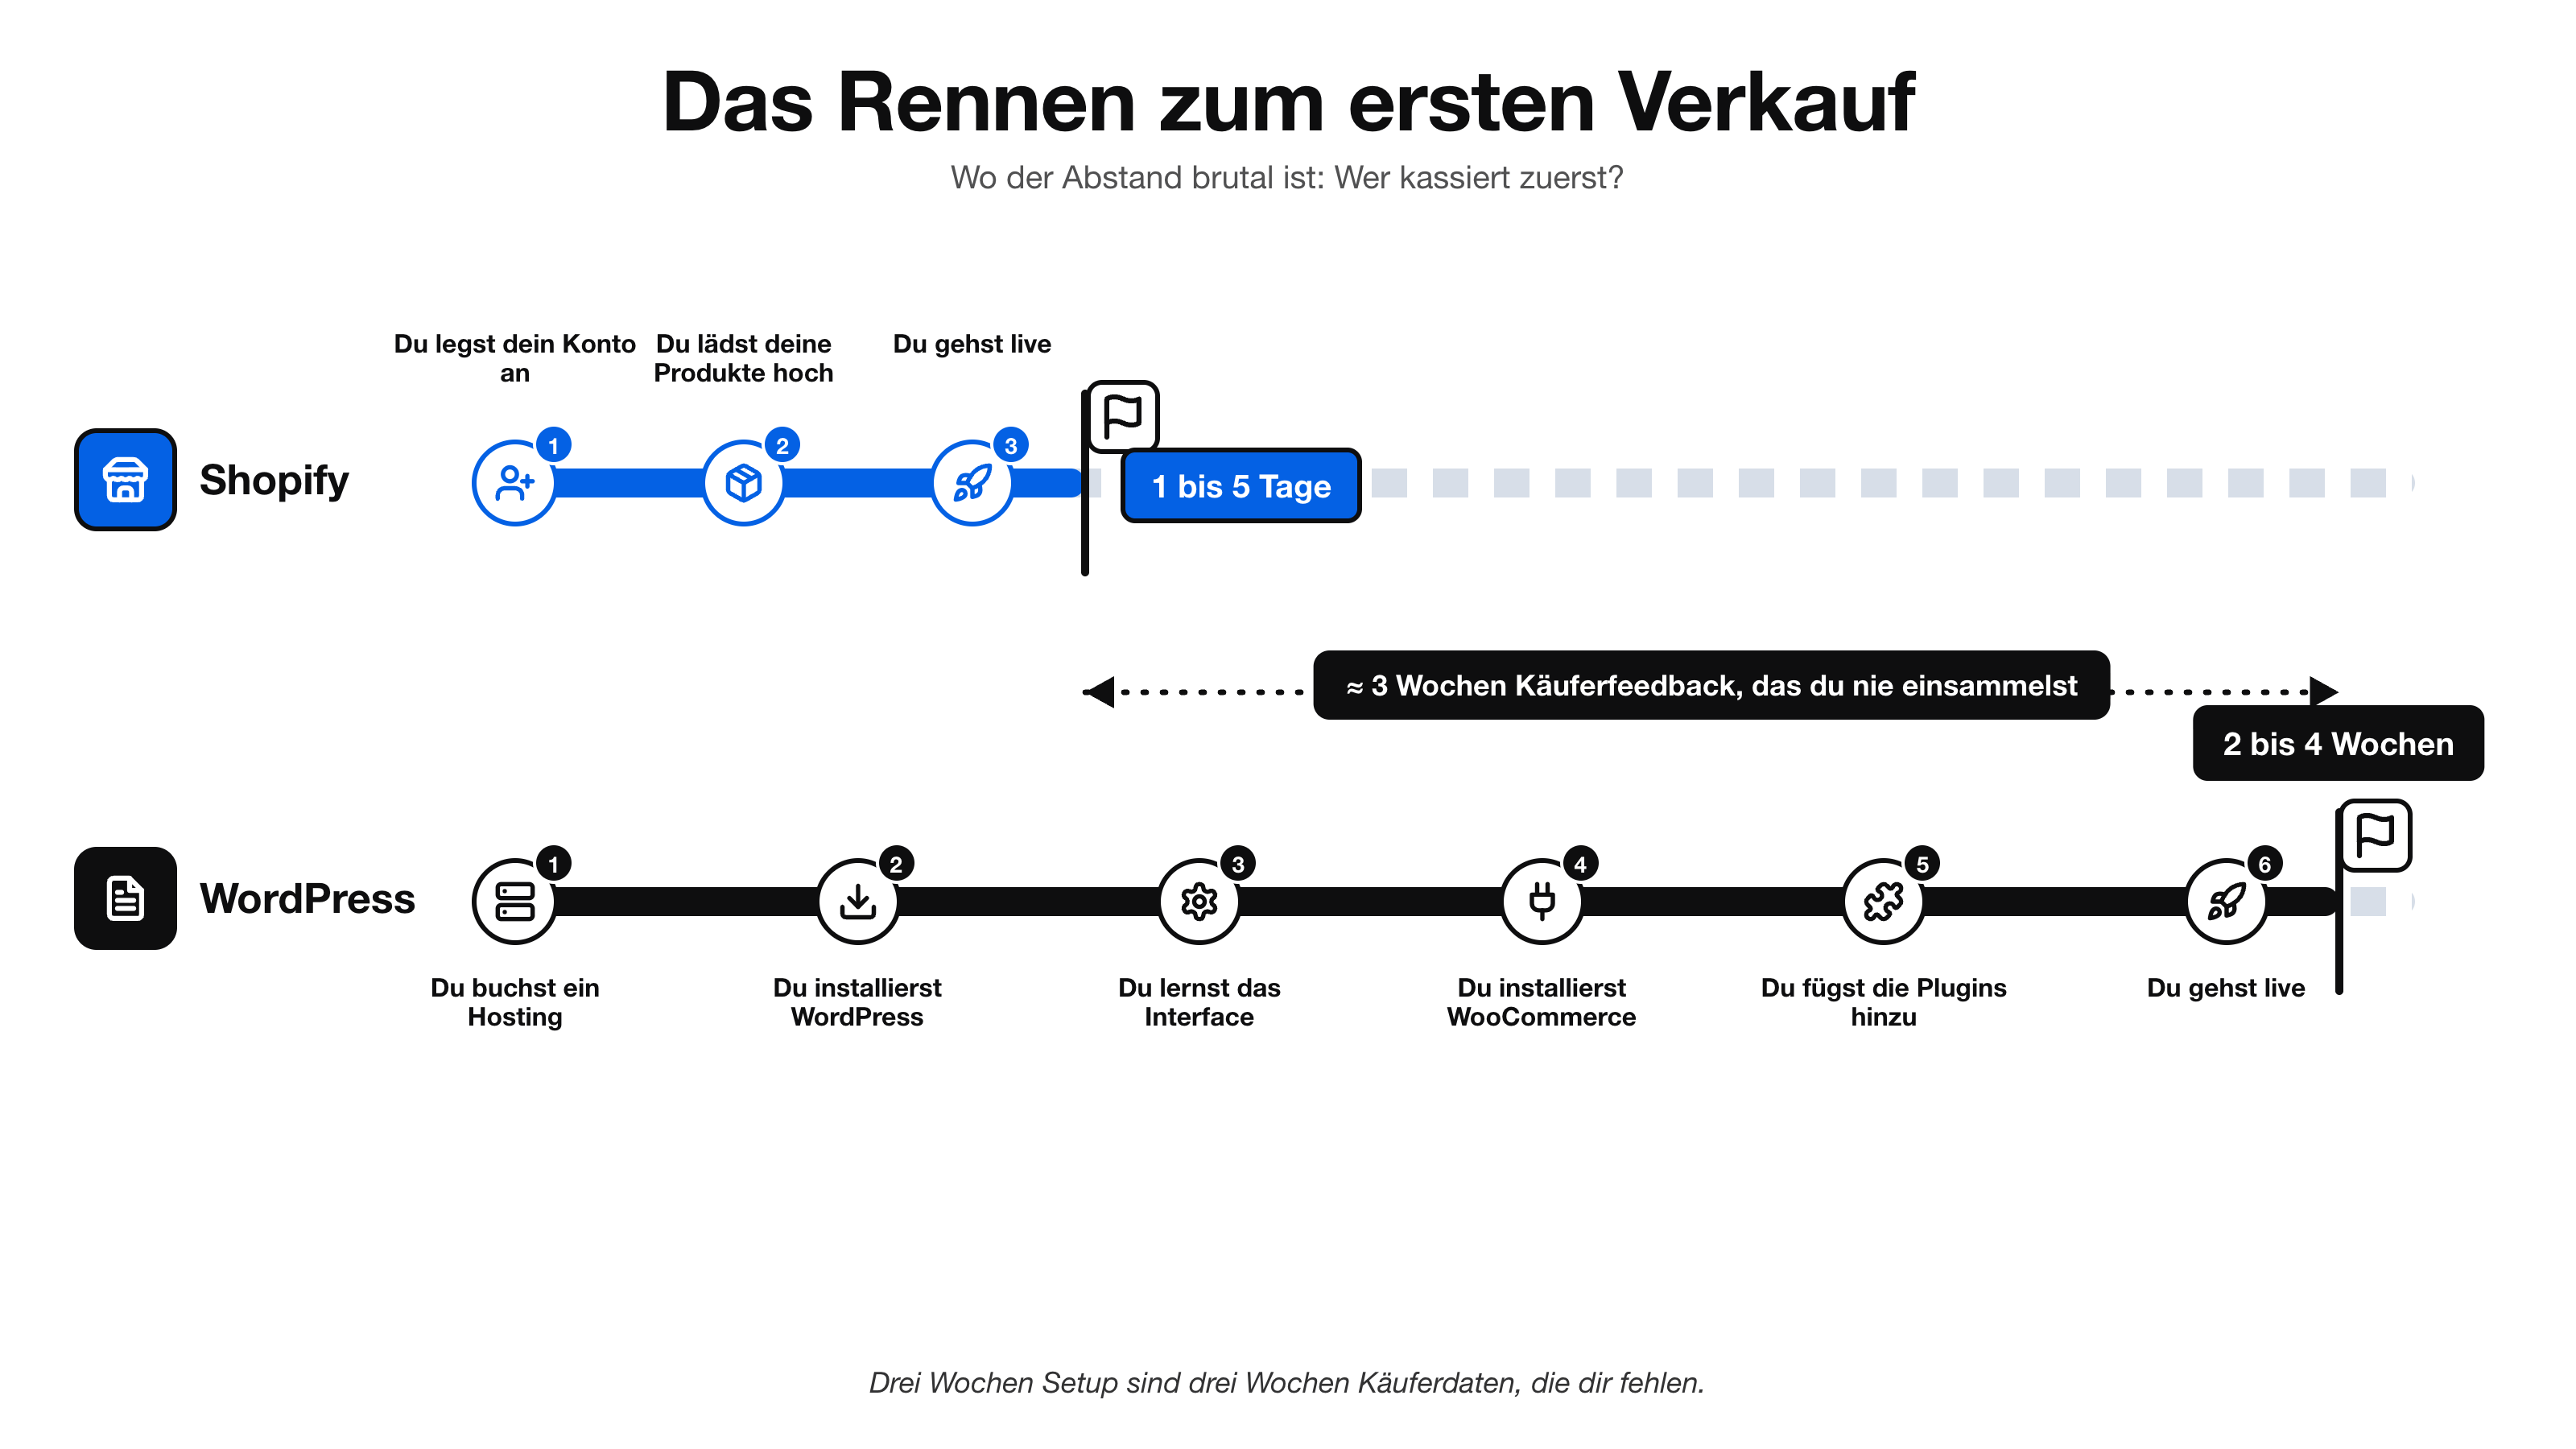 Das Rennen zum ersten Verkauf
Wo der Abstand brutal ist: Wer kassiert zuerst?
Du legst dein Konto
an
Du lädst deine
Produkte hoch
Du gehst live
Shopify
1
2
3
1 bis 5 Tage
≈ 3 Wochen Käuferfeedback, das du nie einsammelst
2 bis 4 Wochen
WordPress
1
2
3
4
5
6
Du buchst ein
Hosting
Du installierst
WordPress
Du lernst das
Interface
Du installierst
WooCommerce
Du fügst die Plugins
hinzu
Du gehst live
Drei Wochen Setup sind drei Wochen Käuferdaten, die dir fehlen.